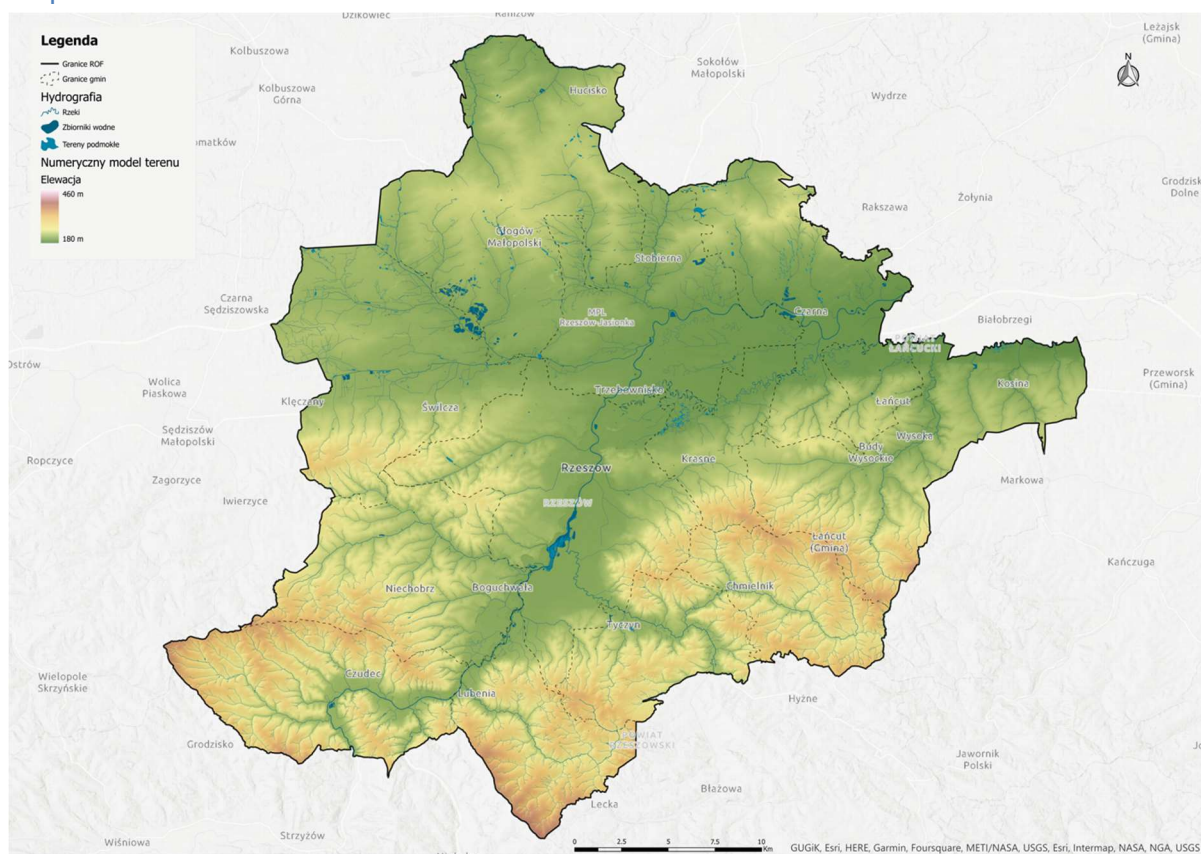 Dzikowiec
Raniżów
Legenda
Granice ROF
Granice gmin
Hydrografia
Rzeki
Zbiorniki wodne
Tereny podmokłe
Numeryczny model terenu
Elewacja
460 m
180 m
Kolbuszowa
Kolbuszowa
Górna
Sokołów
Małopolski
Leżajsk
(Gmina)
N
Hucisko
Wydrze
omatków
Grodzisk
Dolne
Żołynia
Rakszawa
Głogów
Małopolski
Stobierna
Czarna
Sędziszowska
MPL
Rzeszów-Jasionka
Czarna
Białobrzegi
POWIAT
ŁAŃCUCKI
Ostrów
Wolica
Piaskowa
Klęczany
Trzebownisko
Kosina
Przeworsk
(Gmina)
Świlcza
Łańcut
Sędziszów
Małopolski
Wysoka
Budy
Wysockie
Ropczyce
Krasne
Rzeszów
Zagorzyce
Markowa
Iwierzyce
RZESZÓW
Łańcut
(Gmina)
Kańczuga
Niechobrz
Boguchwała
Chmielnik
Tyczyn
Wielopole
Skrzyńskie
Czudec
Lubenia
Hyżne
Grodzisko
POWIAT
RZESZOWSKI
Jawornik
Polski
Błażowa
Lecka
Strzyżów
Wiśniowa
0 2.5 5 7.5 10
Km
GUGiK, Esri, HERE, Garmin, Foursquare, METI/NASA, USGS, Esri, Intermap, NASA, NGA, USGS